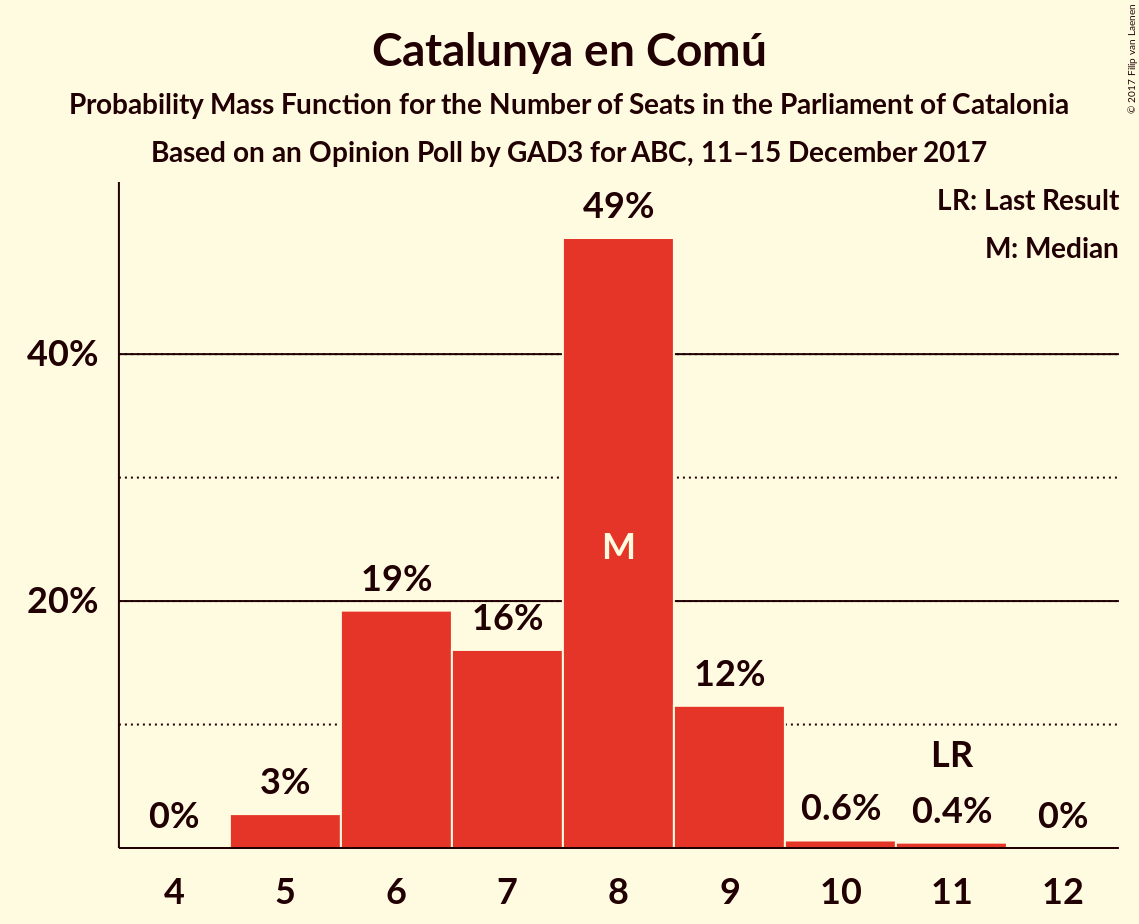 Catalunya en Comú
Probability Mass Function for the Number of Seats in the Parliament of Catalonia
Based on an Opinion Poll by GAD3 for ABC, 11–15 December 2017
© 2017 Filip van Laenen
LR: Last Result
M: Median
49%
40%
M
19%
20%
16%
12%
LR
3%
0%
0.6%
0.4%
0%
4 5 6 7 8 9 10 11 12